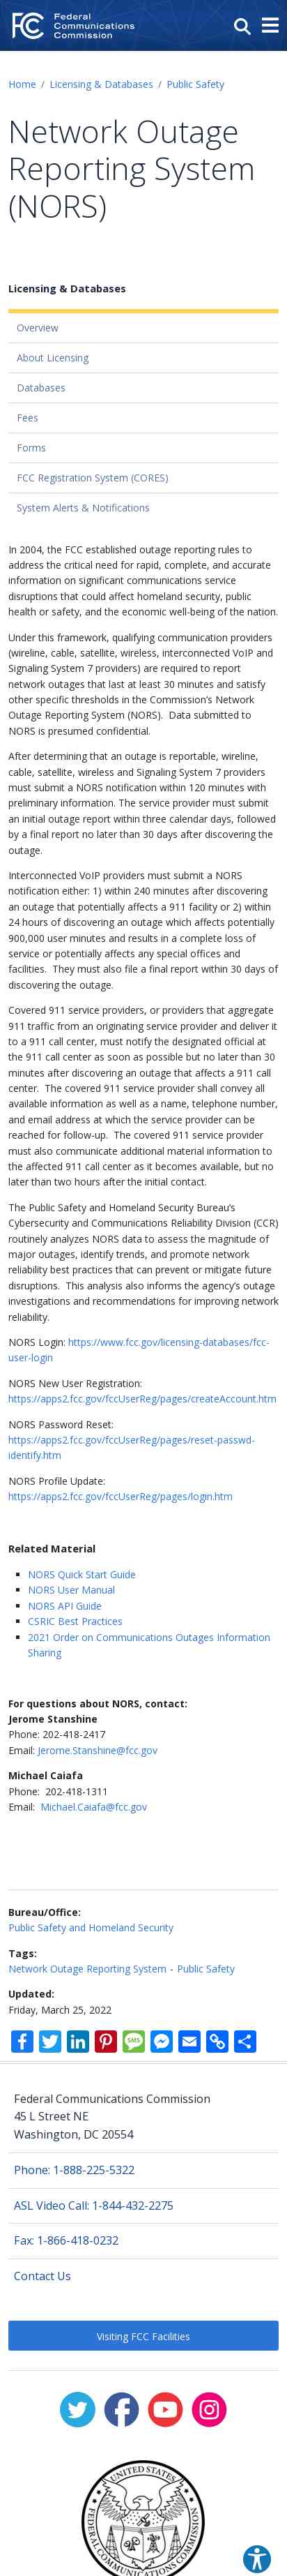 FCC Federal
Communications
Commission
Home / Licensing & Databases / Public Safety
Network Outage
Reporting System
(NORS)
Licensing & Databases
Overview
About Licensing
Databases
Fees
Forms
FCC Registration System (CORES)
System Alerts & Notifications
In 2004, the FCC established outage reporting rules to
address the critical need for rapid, complete, and accurate
information on significant communications service
disruptions that could affect homeland security, public
health or safety, and the economic well-being of the nation.
Under this framework, qualifying communication providers
(wireline, cable, satellite, wireless, interconnected VoIP and
Signaling System 7 providers) are required to report
network outages that last at least 30 minutes and satisfy
other specific thresholds in the Commission's Network
Outage Reporting System (NORS).  Data submitted to
NORS is presumed confidential.
After determining that an outage is reportable, wireline,
cable, satellite, wireless and Signaling System 7 providers
must submit a NORS notification within 120 minutes with
preliminary information. The service provider must submit
an initial outage report within three calendar days, followed
by a final report no later than 30 days after discovering the
outage.
Interconnected VoIP providers must submit a NORS
notification either: 1) within 240 minutes after discovering
an outage that potentially affects a 911 facility or 2) within
24 hours of discovering an outage which affects potentially
900,000 user minutes and results in a complete loss of
service or potentially affects any special offices and
facilities.  They must also file a final report within 30 days of
discovering the outage.
Covered 911 service providers, or providers that aggregate
911 traffic from an originating service provider and deliver it
to a 911 call center, must notify the designated official at
the 911 call center as soon as possible but no later than 30
minutes after discovering an outage that affects a 911 call
center.  The covered 911 service provider shall convey all
available information as well as a name, telephone number,
and email address at which the service provider can be
reached for follow-up.  The covered 911 service provider
must also communicate additional material information to
the affected 911 call center as it becomes available, but no
later than two hours after the initial contact.
The Public Safety and Homeland Security Bureau's
Cybersecurity and Communications Reliability Division (CCR)
routinely analyzes NORS data to assess the magnitude of
major outages, identify trends, and promote network
reliability best practices that can prevent or mitigate future
disruptions.  This analysis also informs the agency's outage
investigations and recommendations for improving network
reliability.
NORS Login: https://www.fcc.gov/licensing-databases/fcc-
user-login
NORS New User Registration:
https://apps2.fcc.gov/fccUserReg/pages/createAccount.htm
NORS Password Reset:
https://apps2.fcc.gov/fccUserReg/pages/reset-passwd-
identify.htm
NORS Profile Update:
https://apps2.fcc.gov/fccUserReg/pages/login.htm
Related Material
NORS Quick Start Guide
NORS User Manual
NORS API Guide
CSRIC Best Practices
2021 Order on Communications Outages Information
Sharing
For questions about NORS, contact:
Jerome Stanshine
Phone: 202-418-2417
Email: Jerome.Stanshine@fcc.gov
Michael Caiafa
Phone:  202-418-1311
Email:  Michael.Caiafa@fcc.gov
Bureau/Office:
Public Safety and Homeland Security
Tags:
Network Outage Reporting System - Public Safety
Updated:
Friday, March 25, 2022
SMS
Federal Communications Commission
45 L Street NE
Washington, DC 20554
Phone: 1-888-225-5322
ASL Video Call: 1-844-432-2275
Fax: 1-866-418-0232
Contact Us
Visiting FCC Facilities
UNITED STATES
FEDERAL COMMUNICATIONS COMMISSION